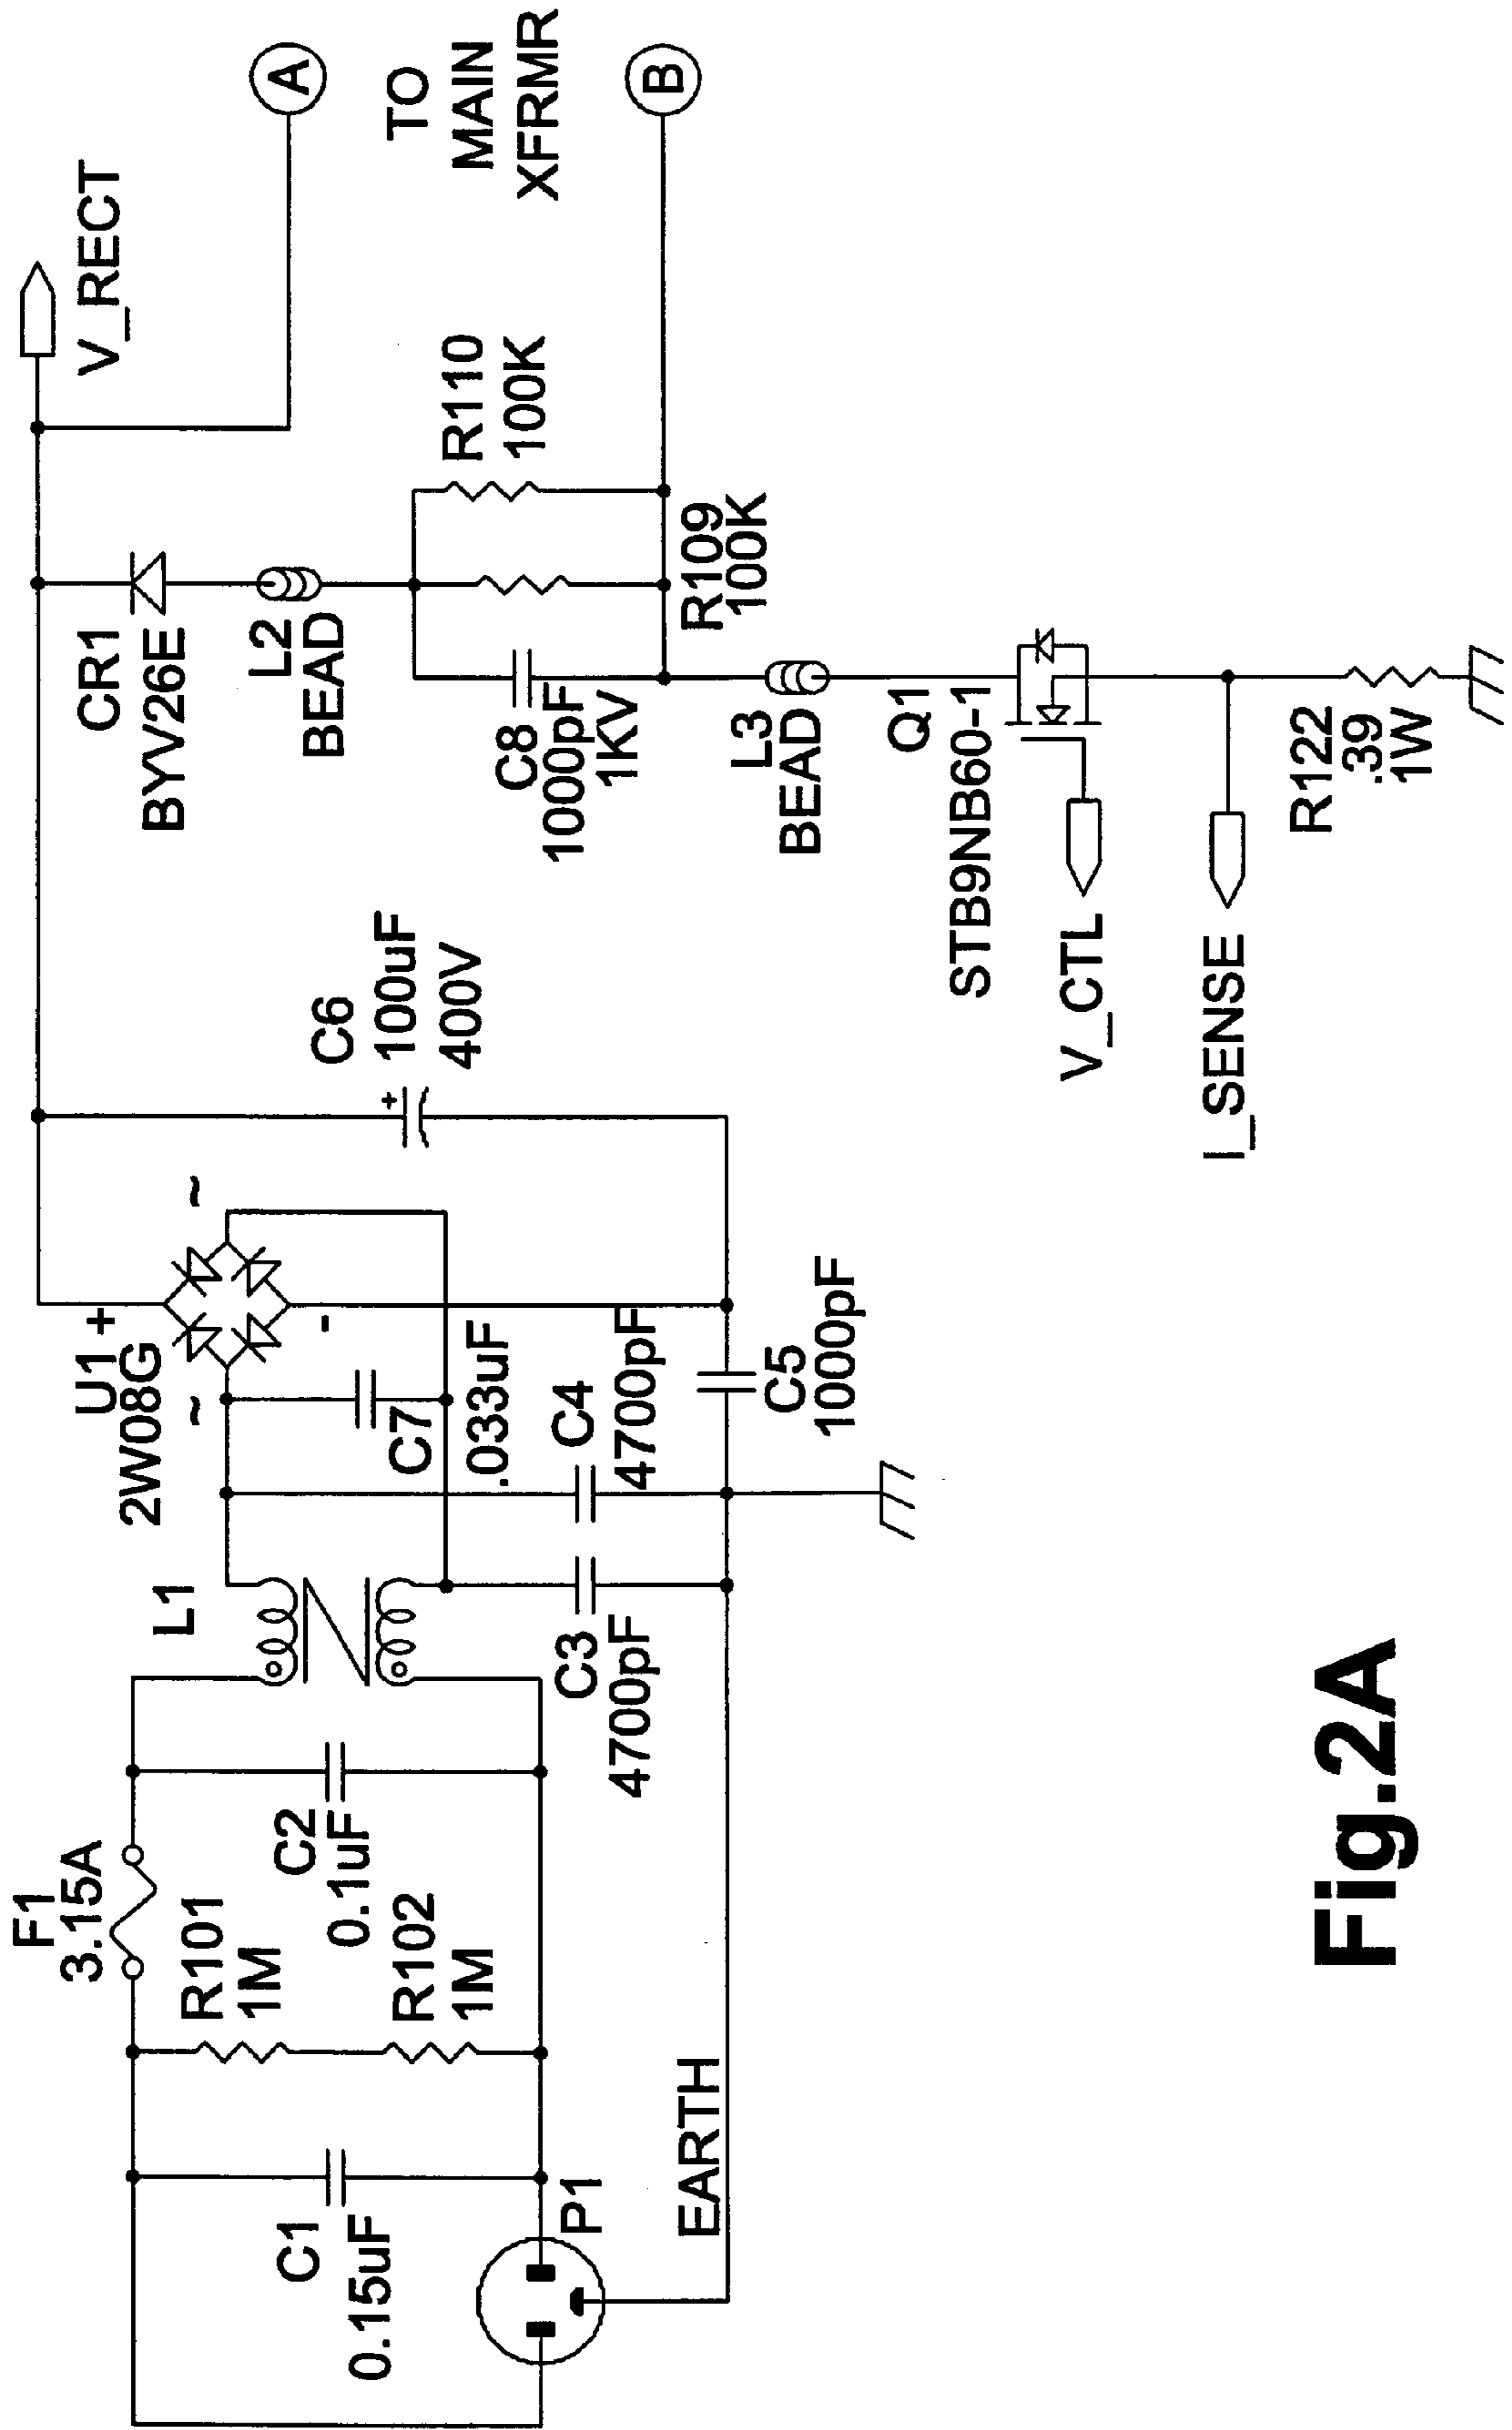 F1
3.15A
R101
1M
R102
1M
C1
0.15uF
C2
0.1uF
P1
EARTH
L1
C3
4700pF
C4
4700pF
C7
.033uF
U1
2W08G
+
~
~
-
C5
1000pF
C6
+
100uF
400V
CR1
BYV26E
L2
BEAD
C8
1000pF
1KV
R109
100K
R110
100K
L3
BEAD
Q1
STB9NB60-1
V_CTL
I_SENSE
R122
.39
1W
V_RECT
A
TO
MAIN
XFRMR
B
Fig.2A